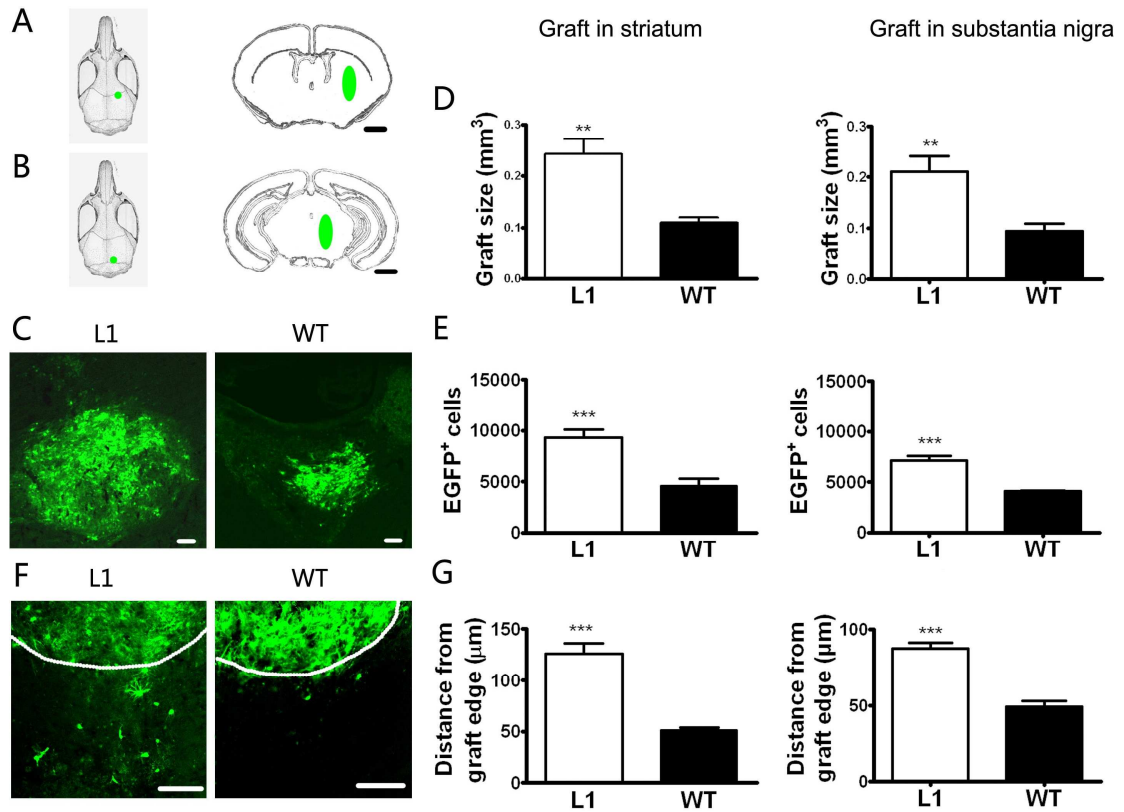 A
B
C
L1 WT
F
L1 WT
Graft in striatum
Graft in substantia nigra
D
Graft size (mm³)
0.3
0.2
0.1
0.0
**
L1 WT
Graft size (mm³)
0.3
0.2
0.1
0.0
**
L1 WT
E
EGFP⁺ cells
15000
10000
5000
0
***
L1 WT
EGFP⁺ cells
15000
10000
5000
0
***
L1 WT
G
Distance from
graft edge (µm)
150
100
50
0
***
L1 WT
Distance from
graft edge (µm)
100
50
0
***
L1 WT